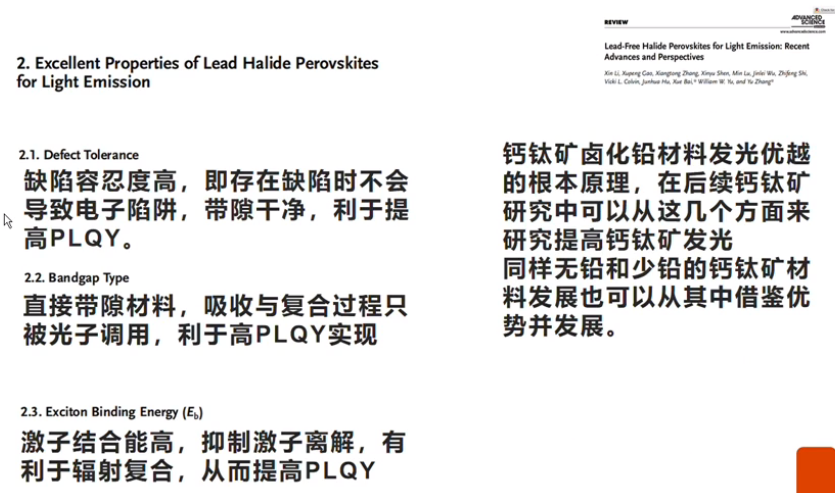 REVIEW
ADVANCED
SCIENCE
www.advancedscience.com
Lead-Free Halide Perovskites for Light Emission: Recent
Advances and Perspectives
Xin Li, Xupeng Gao, Xiangtong Zhang, Xinyu Shen, Min Lu, Jinlei Wu, Zhifeng Shi,
Vicki L. Colvin, Junhua Hu, Xue Bai,* William W. Yu, and Yu Zhang*
2. Excellent Properties of Lead Halide Perovskites
for Light Emission
2.1. Defect Tolerance
缺陷容忍度高，即存在缺陷时不会
导致电子陷阱，带隙干净，利于提
高PLQY。
2.2. Bandgap Type
直接带隙材料，吸收与复合过程只
被光子调用，利于高PLQY实现
2.3. Exciton Binding Energy (Eb)
激子结合能高，抑制激子离解，有
利于辐射复合，从而提高PLQY
钙钛矿卤化铅材料发光优越
的根本原理，在后续钙钛矿
研究中可以从这几个方面来
研究提高钙钛矿发光
同样无铅和少铅的钙钛矿材
料发展也可以从其中借鉴优
势并发展。